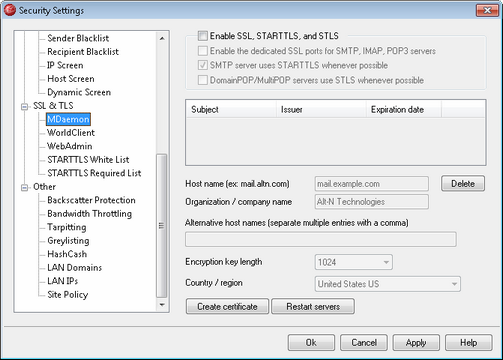 Security Settings
Sender Blacklist
Recipient Blacklist
IP Screen
Host Screen
Dynamic Screen
SSL & TLS
MDaemon
WorldClient
WebAdmin
STARTTLS White List
STARTTLS Required List
Other
Backscatter Protection
Bandwidth Throttling
Tarpitting
Greylisting
HashCash
LAN Domains
LAN IPs
Site Policy
Enable SSL, STARTTLS, and STLS
Enable the dedicated SSL ports for SMTP, IMAP, POP3 servers
SMTP server uses STARTTLS whenever possible
DomainPOP/MultiPOP servers use STLS whenever possible
Subject Issuer Expiration date
Host name (ex: mail.altn.com) mail.example.com Delete
Organization / company name Alt-N Technologies
Alternative host names (separate multiple entries with a comma)
Encryption key length 1024
Country / region United States US
Create certificate Restart servers
Ok Cancel Apply Help